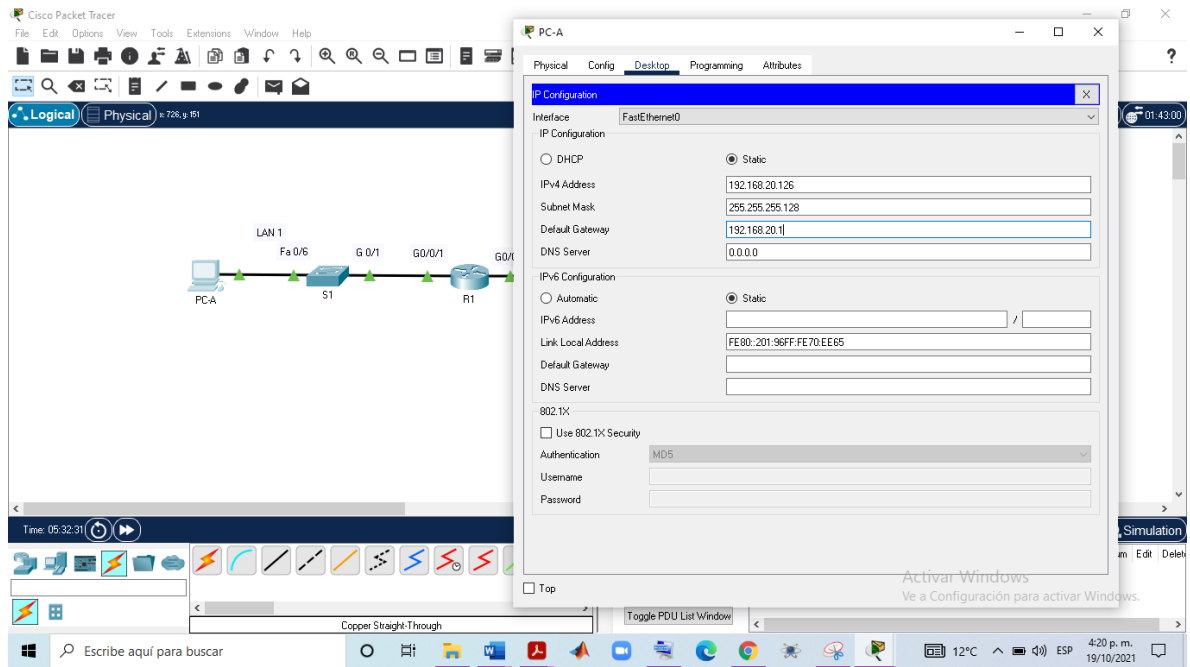 Cisco Packet Tracer
File Edit Options View Tools Extensions Window Help
Logical
Physical
x: 726, y: 151
01:43:00
LAN 1
Fa 0/6
G 0/1
G0/0/1
G0/0
PC-A
S1
R1
Time: 05:32:31
Simulation
Edit
Copper Straight-Through
Toggle PDU List Window
PC-A
Physical Config Desktop Programming Attributes
IP Configuration
X
Interface FastEthernet0
IP Configuration
DHCP Static
IPv4 Address 192.168.20.126
Subnet Mask 255.255.255.128
Default Gateway 192.168.20.1
DNS Server 0.0.0.0
IPv6 Configuration
Automatic Static
IPv6 Address /
Link Local Address FE80::201:96FF:FE70:EE65
Default Gateway
DNS Server
802.1X
Use 802.1X Security
Authentication MD5
Username
Password
Top
Activar Windows
Ve a Configuración para activar Windows.
Escribe aquí para buscar
12°C
ESP
4:20 p. m.
19/10/2021